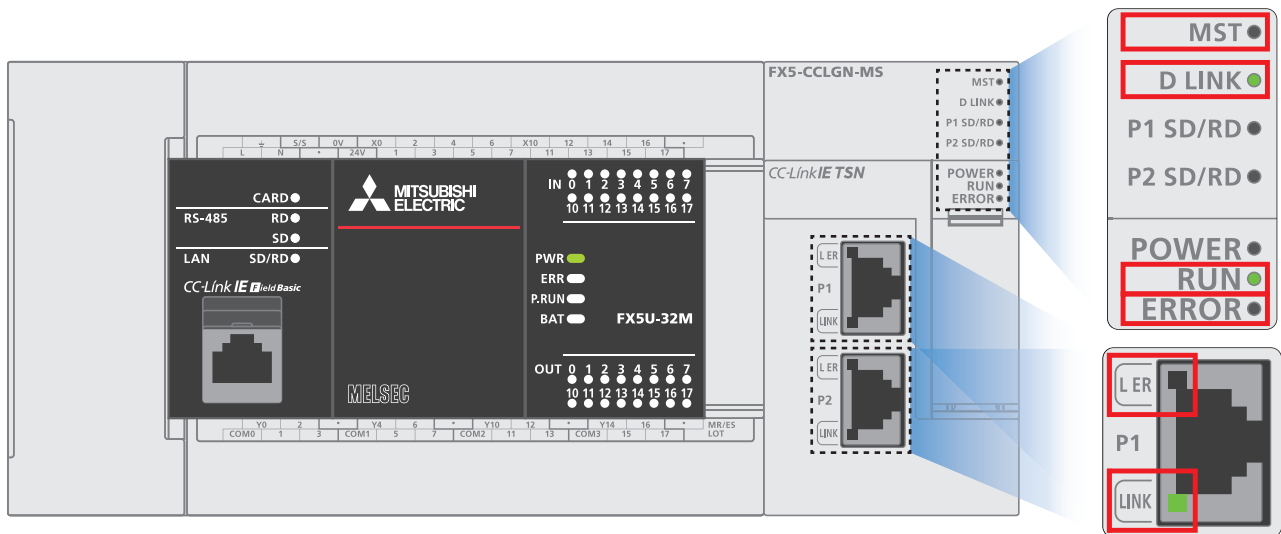 FX5-CCLGN-MS
MST
D LINK
P1 SD/RD
P2 SD/RD
CC-Link IE TSN
POWER
RUN
ERROR
L ER
P1
LINK
L ER
P2
LINK
S/S 0V X0 2 4 6 X10 12 14 16 •
L N • 24V 1 3 5 7 11 13 15 17
CARD
RS-485 RD
SD
LAN SD/RD
CC-Link IE Field Basic
MITSUBISHI
ELECTRIC
MELSEC
IN 0 1 2 3 4 5 6 7
10 11 12 13 14 15 16 17
PWR
ERR
P.RUN
BAT
FX5U-32M
OUT 0 1 2 3 4 5 6 7
10 11 12 13 14 15 16 17
Y0 2 • Y4 6 • Y10 12 • Y14 16 • MR/ES
COM0 1 3 COM1 5 7 COM2 11 13 COM3 15 17 LOT
MST
D LINK
P1 SD/RD
P2 SD/RD
POWER
RUN
ERROR
L ER
P1
LINK